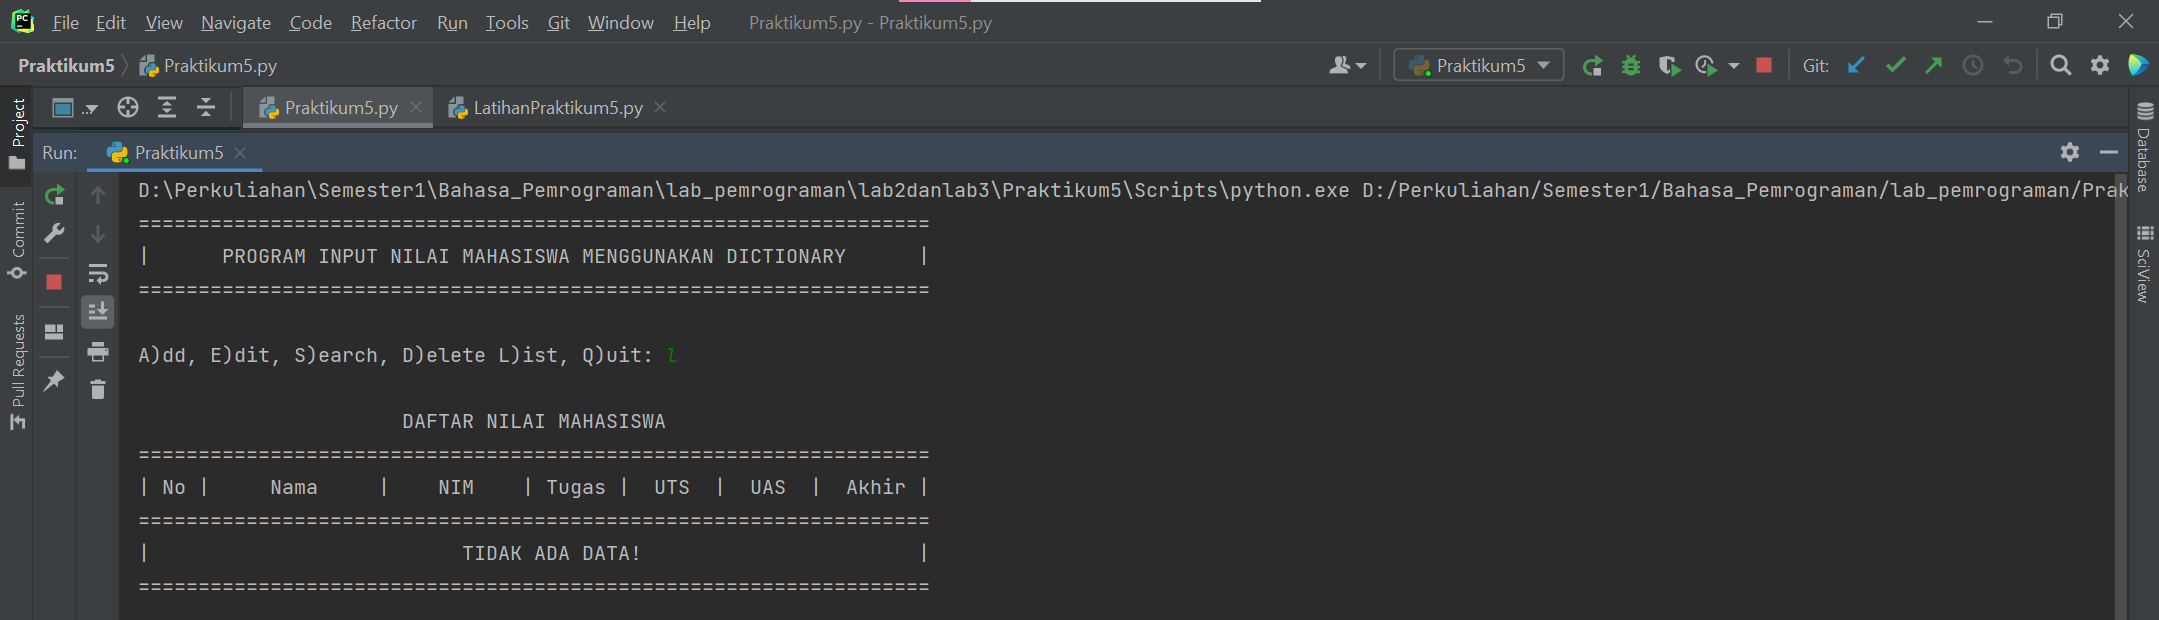 File Edit View Navigate Code Refactor Run Tools Git Window Help Praktikum5.py - Praktikum5.py
Praktikum5 Praktikum5.py Praktikum5 Git:
.. Praktikum5.py LatihanPraktikum5.py
Run: Praktikum5
Project
Commit
Pull Requests
Database
SciView
D:\Perkuliahan\Semester1\Bahasa_Pemrograman\lab_pemrograman\lab2danlab3\Praktikum5\Scripts\python.exe D:/Perkuliahan/Semester1/Bahasa_Pemrograman/lab_pemrograman/Prak
==================================================================
| PROGRAM INPUT NILAI MAHASISWA MENGGUNAKAN DICTIONARY |
==================================================================
A)dd, E)dit, S)earch, D)elete L)ist, Q)uit: l
DAFTAR NILAI MAHASISWA
==================================================================
| No | Nama | NIM | Tugas | UTS | UAS | Akhir |
==================================================================
| TIDAK ADA DATA! |
==================================================================